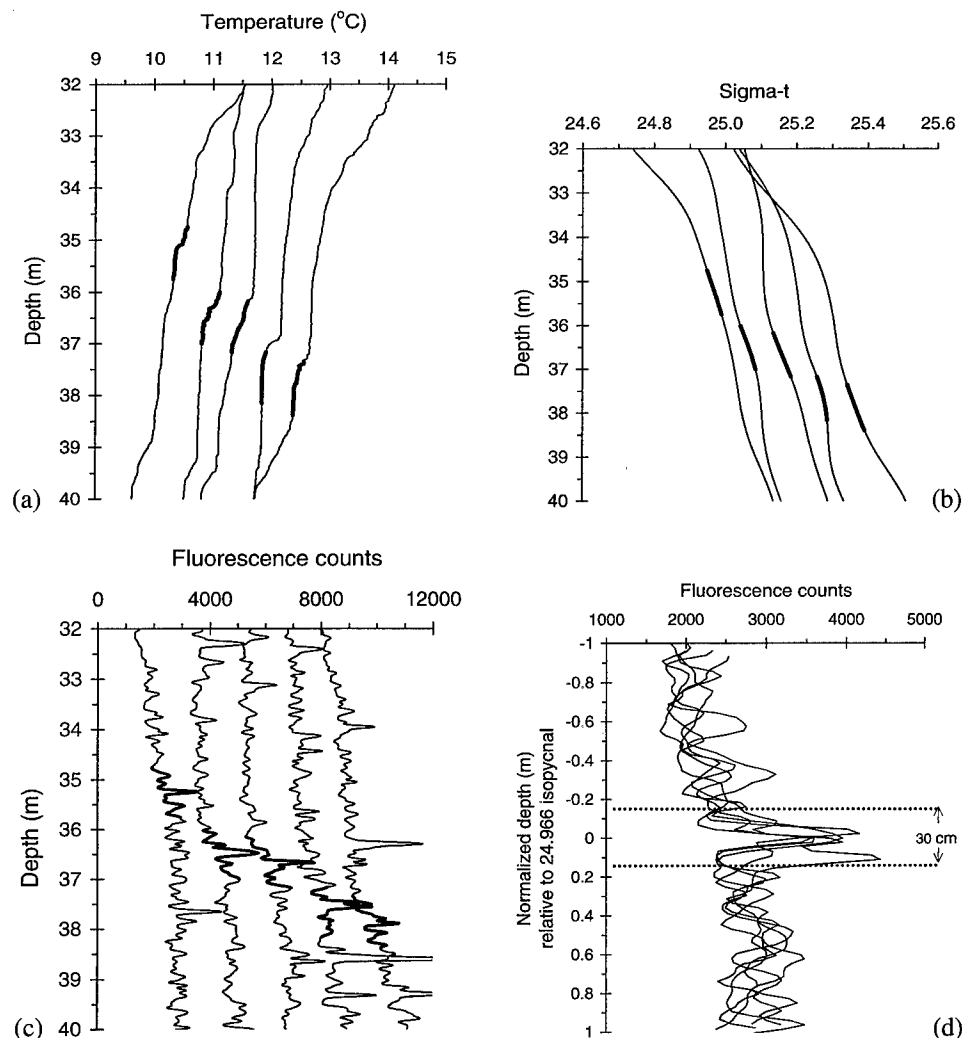 Temperature (°C)
9 10 11 12 13 14 15
32
33
34
35
36
37
38
39
40
Depth (m)
(a)
Sigma-t
24.6 24.8 25.0 25.2 25.4 25.6
32
33
34
35
36
37
38
39
40
Depth (m)
(b)
Fluorescence counts
0 4000 8000 12000
32
33
34
35
36
37
38
39
40
Depth (m)
(c)
Fluorescence counts
1000 2000 3000 4000 5000
-1
-0.8
-0.6
-0.4
-0.2
0
0.2
0.4
0.6
0.8
1
Normalized depth (m)
relative to 24.966 isopycnal
30 cm
(d)